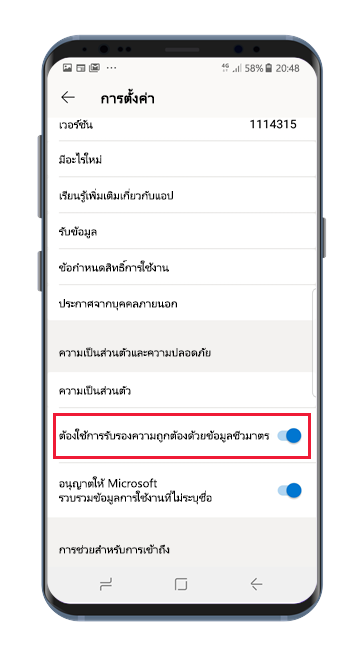 4G 58% 20:48
การตั้งค่า
เวอร์ชัน 1114315
มีอะไรใหม่
เรียนรู้เพิ่มเติมเกี่ยวกับแอป
รับข้อมูล
ข้อกำหนดสิทธิ์การใช้งาน
ประกาศจากบุคคลภายนอก
ความเป็นส่วนตัวและความปลอดภัย
ความเป็นส่วนตัว
ต้องใช้การรับรองความถูกต้องด้วยข้อมูลชีวมาตร
อนุญาตให้ Microsoft
รวบรวมข้อมูลการใช้งานที่ไม่ระบุชื่อ
การช่วยสำหรับการเข้าถึง